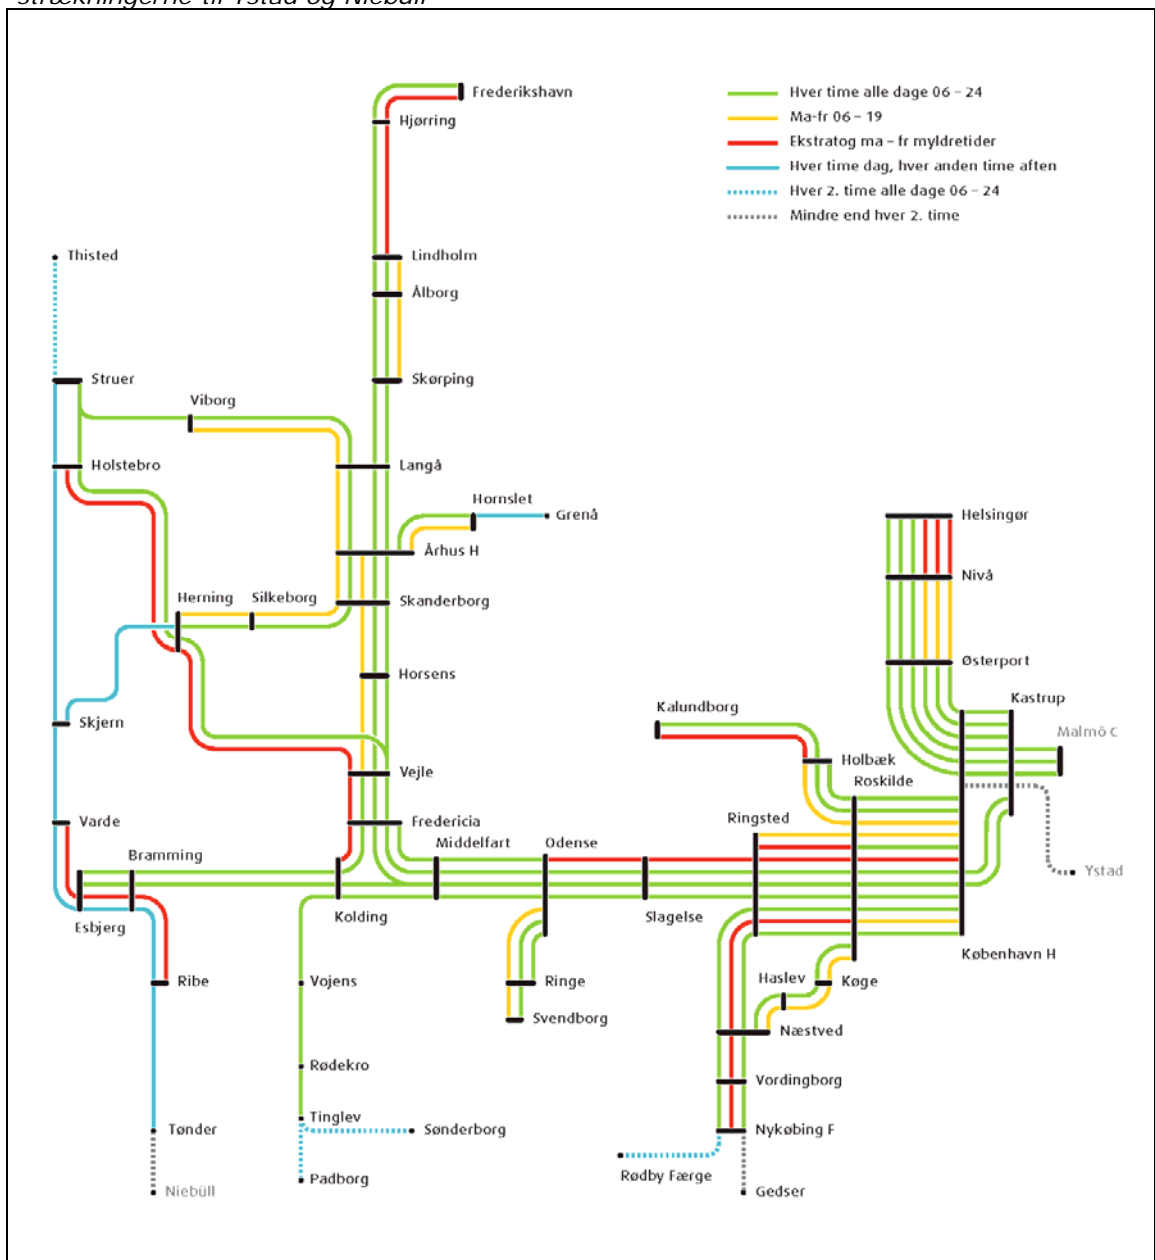 strækningerne til Ystad og Niebüll
Frederikshavn
Hjørring
Hver time alle dage 06 – 24
Ma-fr 06 – 19
Ekstratog ma – fr myldretider
Hver time dag, hver anden time aften
Hver 2. time alle dage 06 – 24
Mindre end hver 2. time
Thisted
Lindholm
Ålborg
Struer
Skørping
Viborg
Holstebro
Langå
Hornslet
Grenå
Århus H
Helsingør
Nivå
Herning
Silkeborg
Skanderborg
Østerport
Horsens
Kastrup
Skjern
Kalundborg
Malmö C
Holbæk
Vejle
Roskilde
Varde
Fredericia
Ringsted
Middelfart
Odense
Bramming
Ystad
Esbjerg
Kolding
Slagelse
København H
Ribe
Vojens
Ringe
Haslev
Køge
Svendborg
Næstved
Rødekro
Vordingborg
Tinglev
Tønder
Sønderborg
Nykøbing F
Rødby Færge
Padborg
Niebüll
Gedser